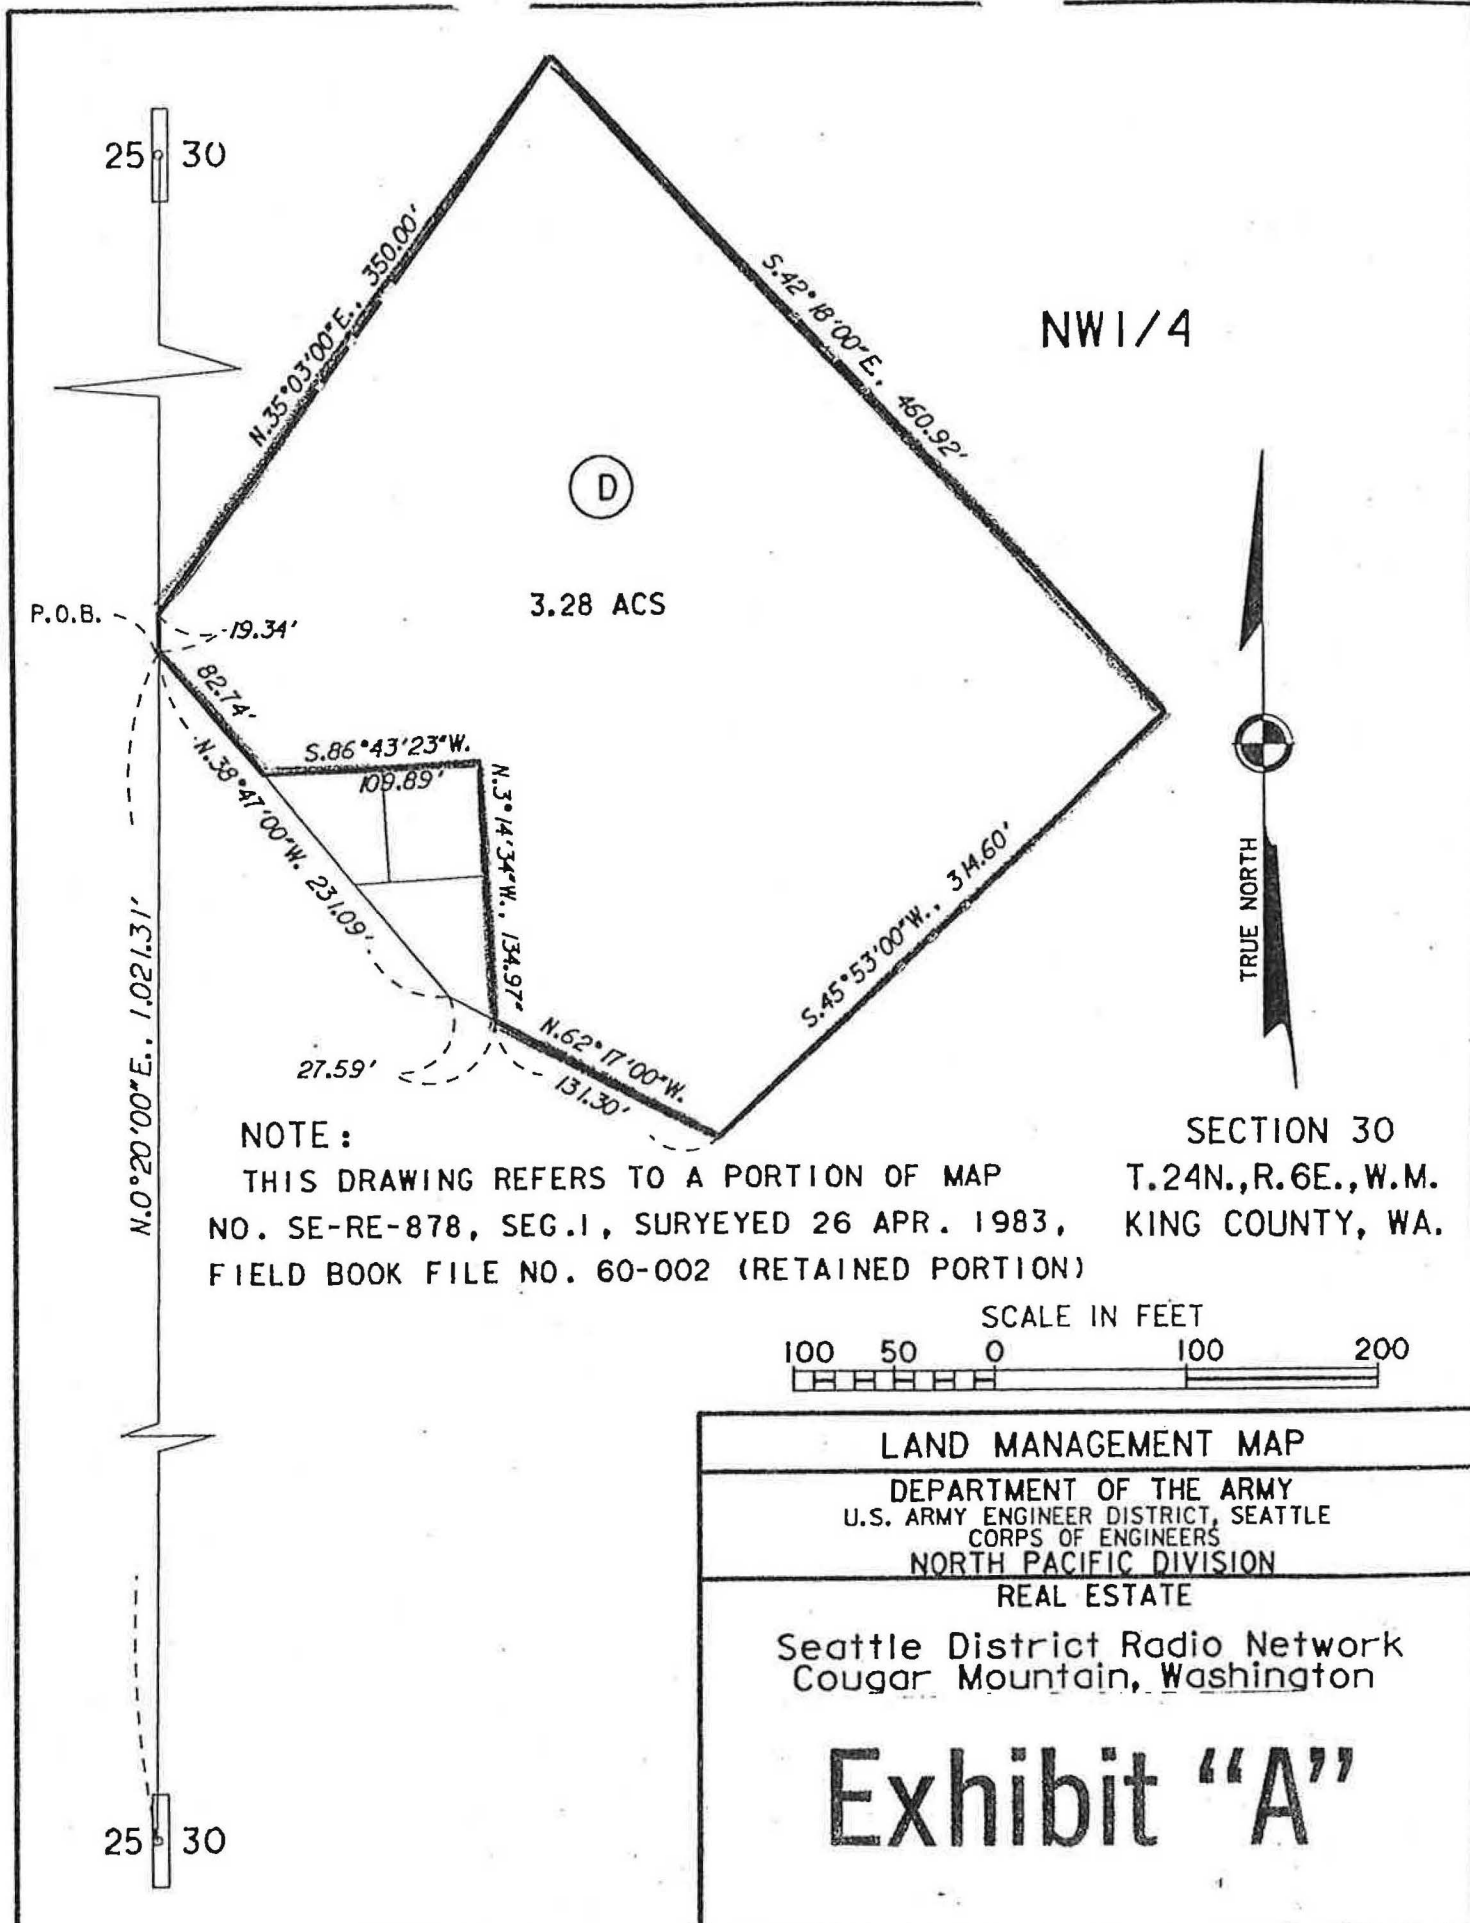 25 30
N.35°03'00"E., 350.00'
S.42°18'00"E., 460.92'
NW1/4
D
3.28 ACS
P.O.B.
19.34'
82.74'
N.38°47'00"W. 231.09'
S.86°43'23"W.
109.89'
N.3°14'34"W., 134.97'
S.45°53'00"W., 314.60'
TRUE NORTH
N.0°20'00"E., 1,021.31'
27.59'
N.62°17'00"W.
131.30'
NOTE:
THIS DRAWING REFERS TO A PORTION OF MAP
NO. SE-RE-878, SEG.1, SURYEYED 26 APR. 1983,
FIELD BOOK FILE NO. 60-002 (RETAINED PORTION)
SECTION 30
T.24N.,R.6E.,W.M.
KING COUNTY, WA.
SCALE IN FEET
100 50 0 100 200
LAND MANAGEMENT MAP
DEPARTMENT OF THE ARMY
U.S. ARMY ENGINEER DISTRICT, SEATTLE
CORPS OF ENGINEERS
NORTH PACIFIC DIVISION
REAL ESTATE
Seattle District Radio Network
Cougar Mountain, Washington
Exhibit “A”
25 30